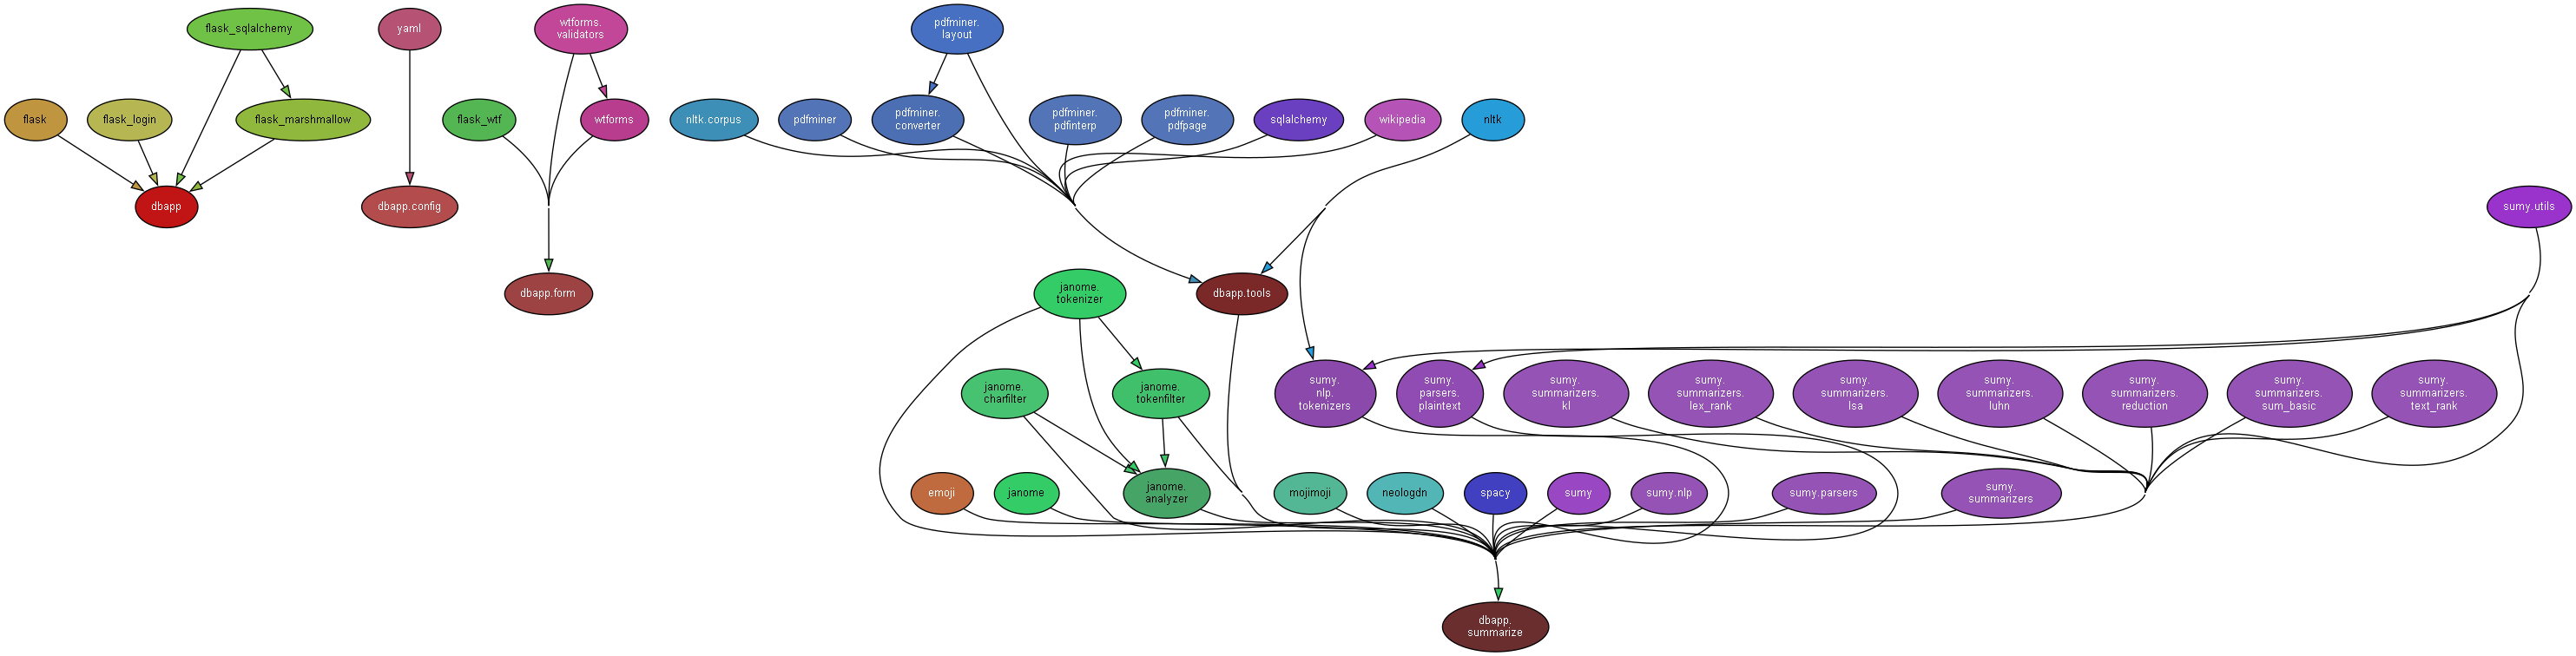 flask_sqlalchemy
yaml
wtforms.
validators
pdfminer.
layout
flask
flask_login
flask_marshmallow
flask_wtf
wtforms
nltk.corpus
pdfminer
pdfminer.
converter
pdfminer.
pdfinterp
pdfminer.
pdfpage
sqlalchemy
wikipedia
nltk
dbapp
dbapp.config
sumy.utils
dbapp.form
janome.
tokenizer
dbapp.tools
janome.
charfilter
janome.
tokenfilter
sumy.
nlp.
tokenizers
sumy.
parsers.
plaintext
sumy.
summarizers.
kl
sumy.
summarizers.
lex_rank
sumy.
summarizers.
lsa
sumy.
summarizers.
luhn
sumy.
summarizers.
reduction
sumy.
summarizers.
sum_basic
sumy.
summarizers.
text_rank
emoji
janome
janome.
analyzer
mojimoji
neologdn
spacy
sumy
sumy.nlp
sumy.parsers
sumy.
summarizers
dbapp.
summarize